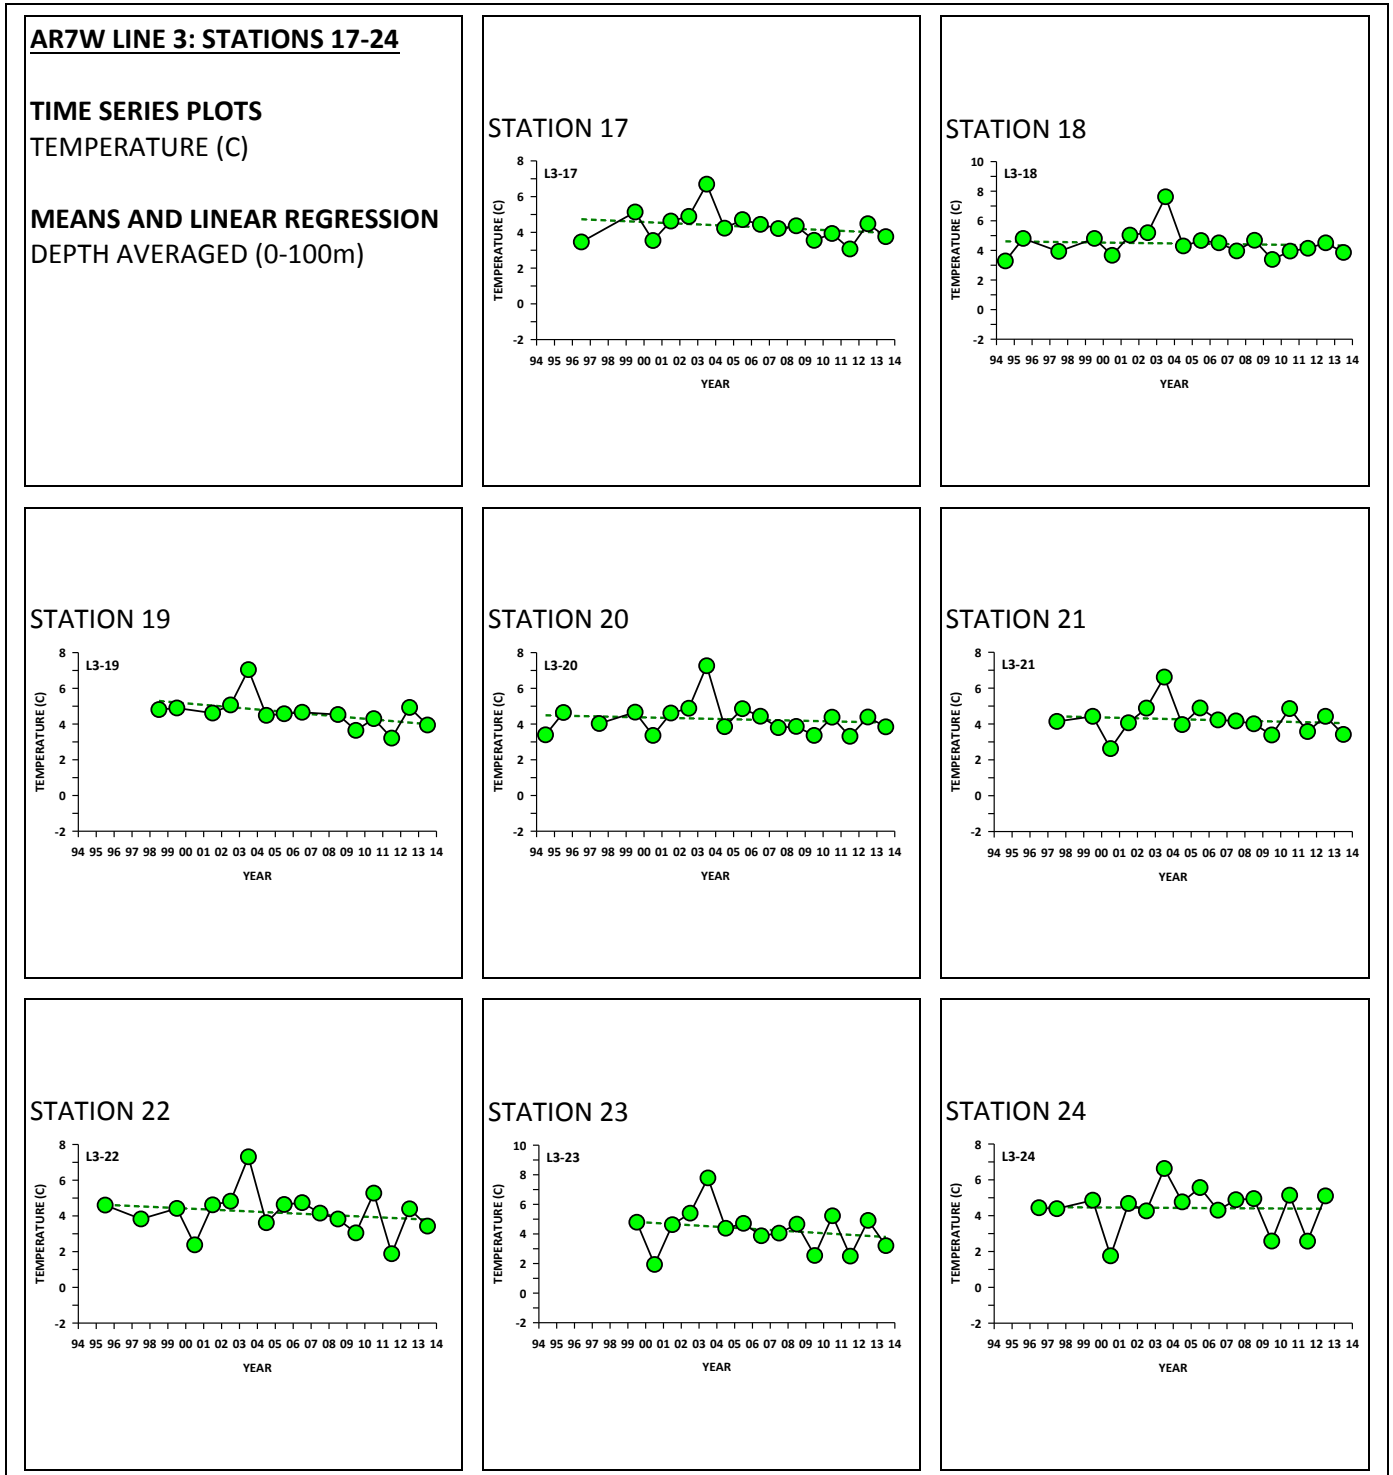 AR7W LINE 3: STATIONS 17-24
TIME SERIES PLOTS
TEMPERATURE (C)
MEANS AND LINEAR REGRESSION
DEPTH AVERAGED (0-100m)
STATION 17
L3-17
TEMPERATURE (C)
8
6
4
2
0
-2
94 95 96 97 98 99 00 01 02 03 04 05 06 07 08 09 10 11 12 13 14
YEAR
STATION 18
L3-18
TEMPERATURE (C)
10
8
6
4
2
0
-2
94 95 96 97 98 99 00 01 02 03 04 05 06 07 08 09 10 11 12 13 14
YEAR
STATION 19
L3-19
TEMPERATURE (C)
8
6
4
2
0
-2
94 95 96 97 98 99 00 01 02 03 04 05 06 07 08 09 10 11 12 13 14
YEAR
STATION 20
L3-20
TEMPERATURE (C)
8
6
4
2
0
-2
94 95 96 97 98 99 00 01 02 03 04 05 06 07 08 09 10 11 12 13 14
YEAR
STATION 21
L3-21
TEMPERATURE (C)
8
6
4
2
0
-2
94 95 96 97 98 99 00 01 02 03 04 05 06 07 08 09 10 11 12 13 14
YEAR
STATION 22
L3-22
TEMPERATURE (C)
8
6
4
2
0
-2
94 95 96 97 98 99 00 01 02 03 04 05 06 07 08 09 10 11 12 13 14
YEAR
STATION 23
L3-23
TEMPERATURE (C)
10
8
6
4
2
0
-2
94 95 96 97 98 99 00 01 02 03 04 05 06 07 08 09 10 11 12 13 14
YEAR
STATION 24
L3-24
TEMPERATURE (C)
8
6
4
2
0
-2
94 95 96 97 98 99 00 01 02 03 04 05 06 07 08 09 10 11 12 13 14
YEAR